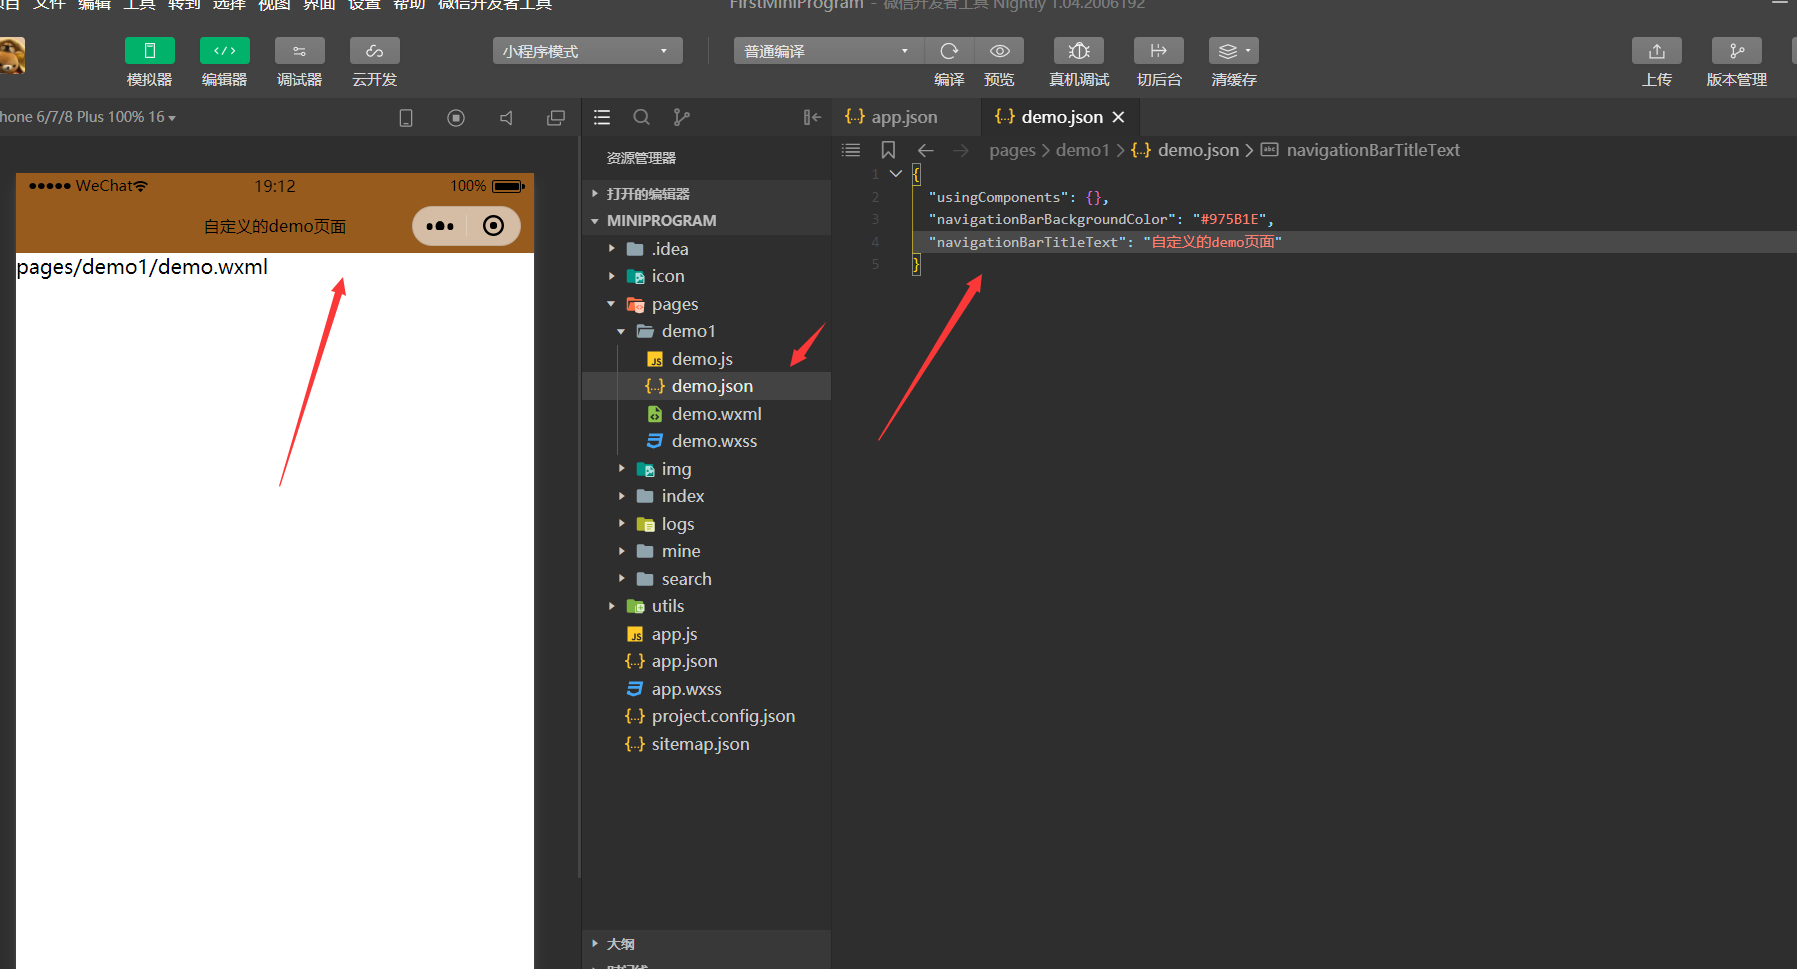 文件 编辑 工具 转到 选择 视图 界面 设置 帮助 微信开发者工具
FirstMiniProgram - 微信开发者工具 Nightly 1.04.2006192
小程序模式
普通编译
模拟器
编辑器
调试器
云开发
编译
预览
真机调试
切后台
清缓存
上传
版本管理
hone 6/7/8 Plus 100% 16
WeChat
19:12
100%
自定义的demo页面
pages/demo1/demo.wxml
资源管理器
打开的编辑器
MINIPROGRAM
.idea
icon
pages
demo1
JS demo.js
{..} demo.json
demo.wxml
demo.wxss
img
index
logs
mine
search
utils
JS app.js
{..} app.json
app.wxss
{..} project.config.json
{..} sitemap.json
大纲
{..} app.json
{..} demo.json
pages > demo1 > {..} demo.json > abc navigationBarTitleText
1 {
2 "usingComponents": {},
3 "navigationBarBackgroundColor": "#975B1E",
4 "navigationBarTitleText": "自定义的demo页面"
5 }